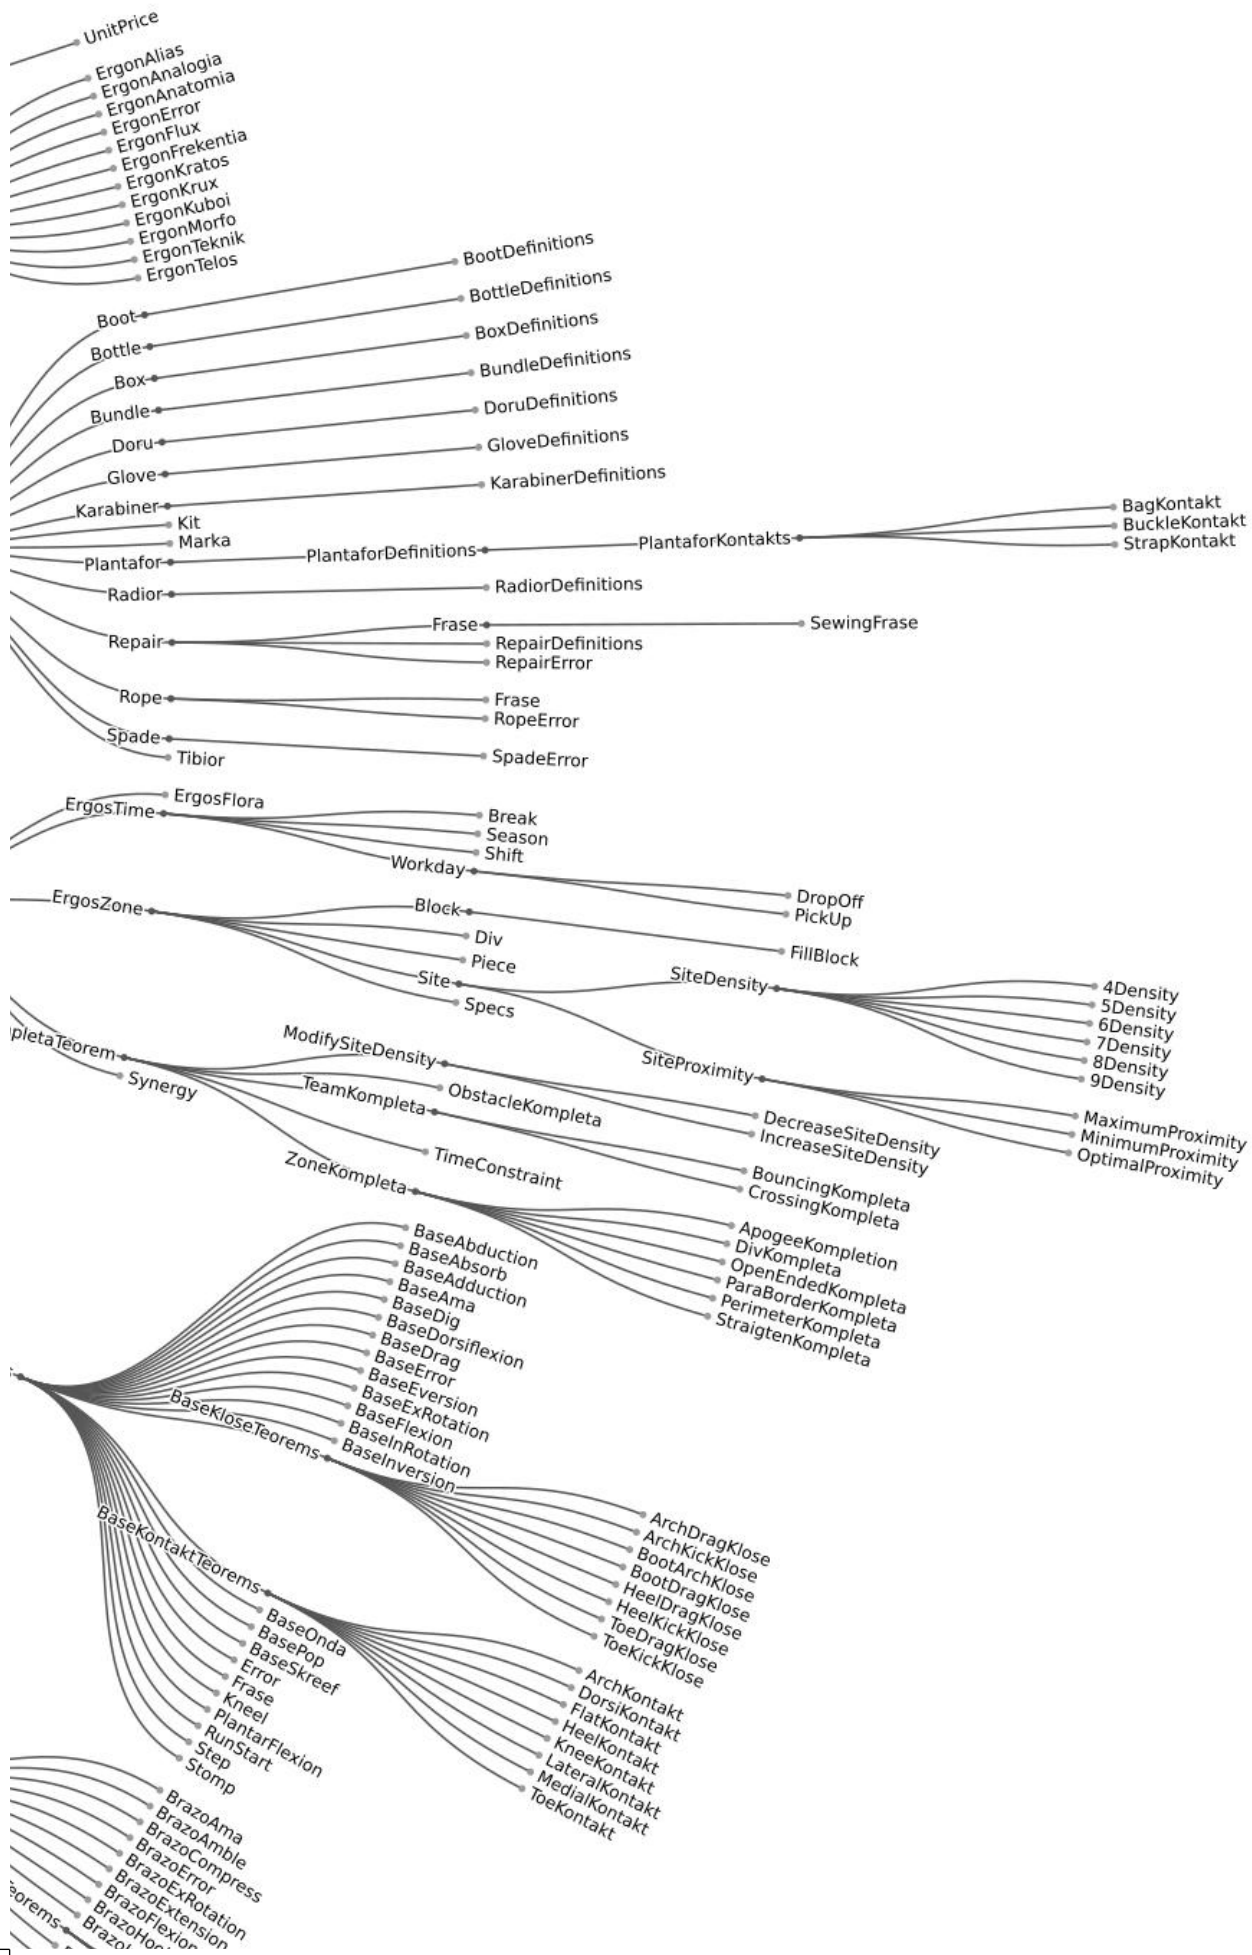 UnitPrice
ErgonAlias
ErgonAnalogia
ErgonAnatomia
ErgonError
ErgonFlux
ErgonFrekentia
ErgonKratos
ErgonKrux
ErgonKuboi
ErgonMorfo
ErgonTeknik
ErgonTelos
Boot
BootDefinitions
Bottle
BottleDefinitions
Box
BoxDefinitions
Bundle
BundleDefinitions
Doru
DoruDefinitions
Glove
GloveDefinitions
Karabiner
KarabinerDefinitions
Kit
Marka
Plantafor
PlantaforDefinitions
PlantaforKontakts
BagKontakt
BuckleKontakt
StrapKontakt
Radior
RadiorDefinitions
Repair
Frase
SewingFrase
RepairDefinitions
RepairError
Rope
Frase
RopeError
Spade
SpadeError
Tibior
ErgosFlora
ErgosTime
Break
Season
Shift
Workday
DropOff
PickUp
ErgosZone
Block
FillBlock
Div
Piece
Site
SiteDensity
4Density
5Density
6Density
7Density
8Density
9Density
SiteProximity
MaximumProximity
MinimumProximity
OptimalProximity
Specs
pletaTeorem
ModifySiteDensity
DecreaseSiteDensity
IncreaseSiteDensity
ObstacleKompleta
TeamKompleta
BouncingKompleta
CrossingKompleta
TimeConstraint
ZoneKompleta
ApogeeKompletion
DivKompleta
OpenEndedKompleta
ParaBorderKompleta
PerimeterKompleta
StraigtenKompleta
Synergy
BaseAbduction
BaseAbsorb
BaseAdduction
BaseAma
BaseDig
BaseDorsiflexion
BaseDrag
BaseError
BaseEversion
BaseExRotation
BaseFlexion
BaseInRotation
BaseInversion
BaseKloseTeorems
ArchDragKlose
ArchKickKlose
BootArchKlose
BootDragKlose
HeelDragKlose
HeelKickKlose
ToeDragKlose
ToeKickKlose
BaseKontaktTeorems
ArchKontakt
DorsiKontakt
FlatKontakt
HeelKontakt
KneeKontakt
LateralKontakt
MedialKontakt
ToeKontakt
BaseOnda
BasePop
BaseSkreef
Error
Frase
Kneel
PlantarFlexion
RunStart
Step
Stomp
BrazoAma
BrazoAmble
BrazoCompress
BrazoError
BrazoExRotation
BrazoExtension
BrazoFlexion
BrazoHoo
Brazo
eorems